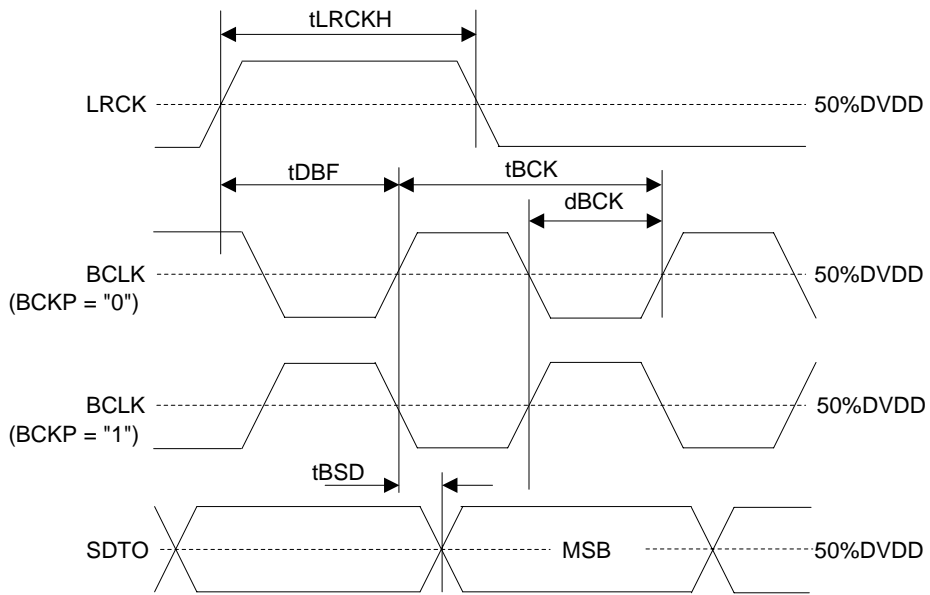 tLRCKH
LRCK
50%DVDD
tDBF
tBCK
dBCK
BCLK
(BCKP = "0")
50%DVDD
BCLK
(BCKP = "1")
50%DVDD
tBSD
SDTO
MSB
50%DVDD